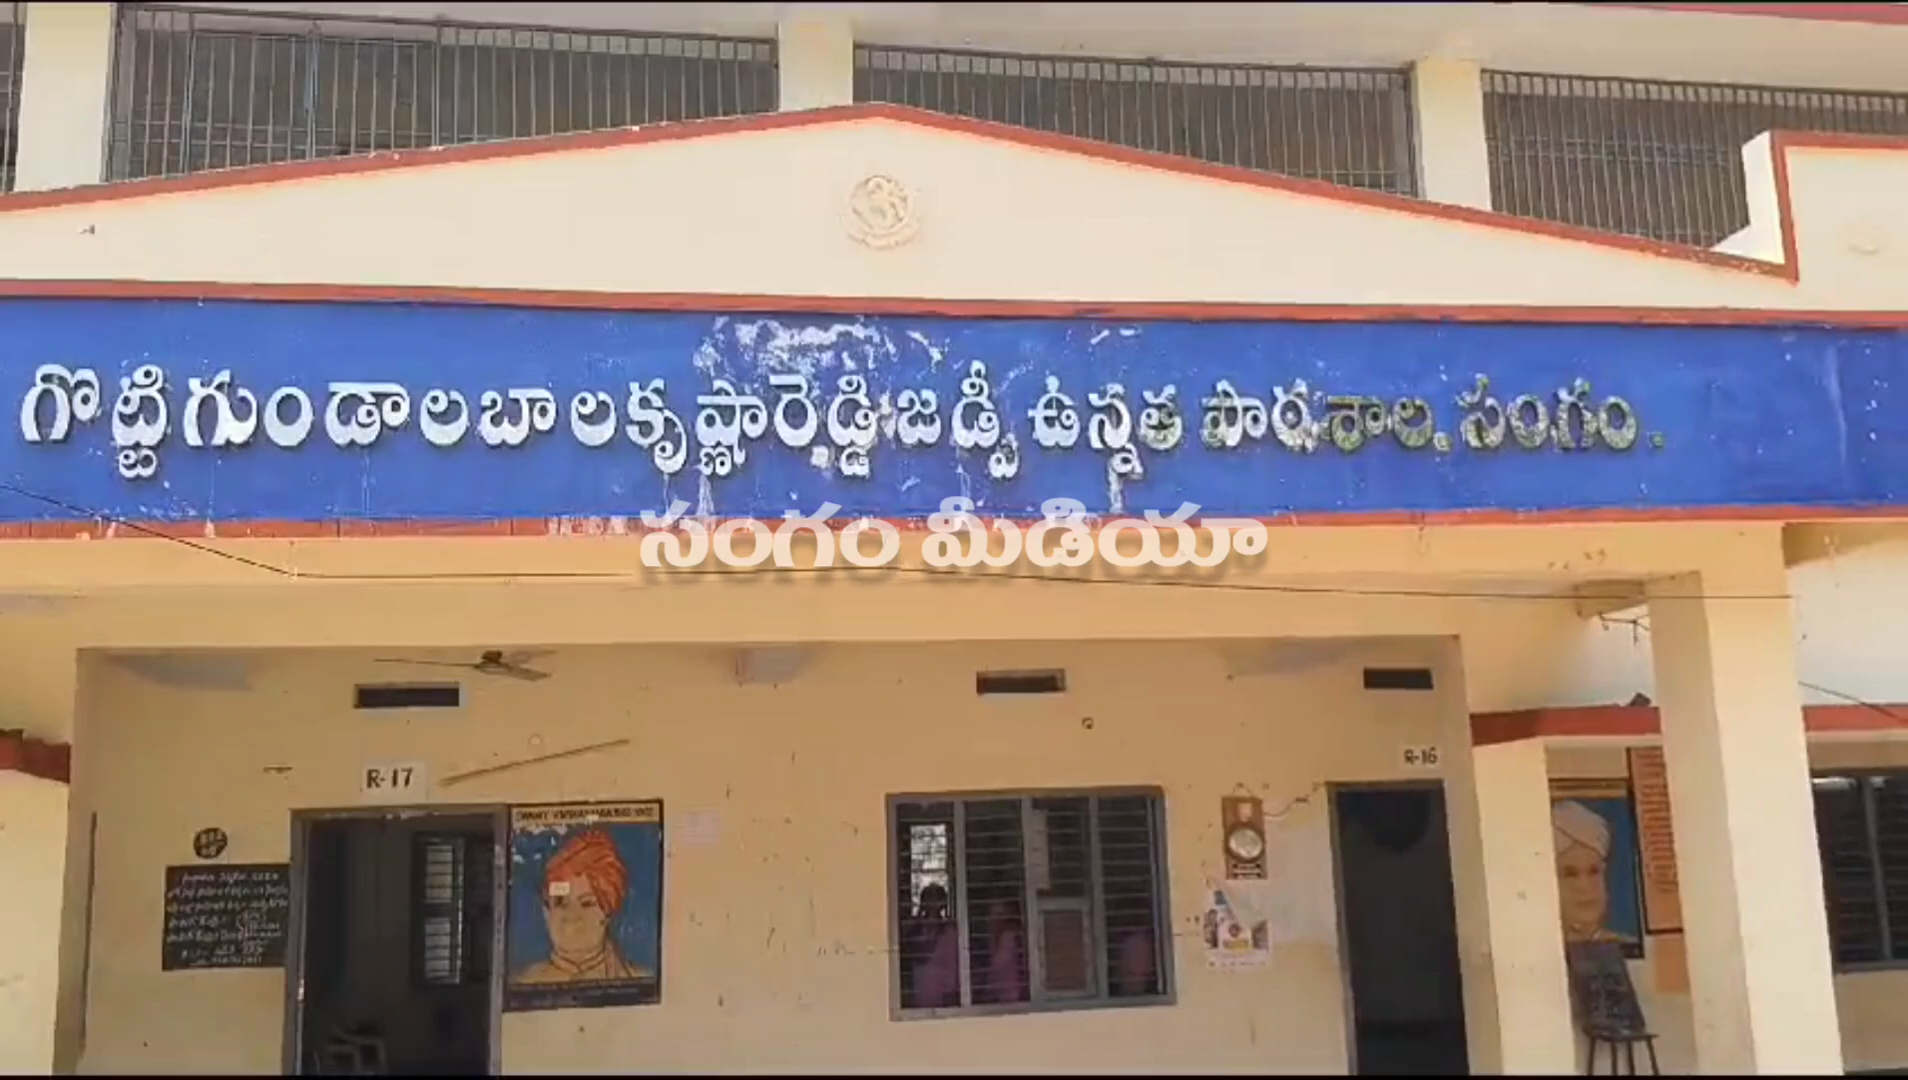 గొట్టిగుండాల బాలకృష్ణారెడ్డి జడ్పీ ఉన్నత పాఠశాల, సంగం.
సంగం మీడియా
R-17
R-16